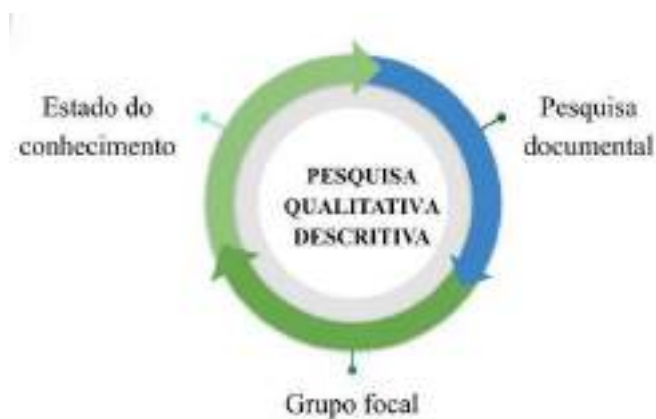 Estado do
conhecimento
Pesquisa
documental
PESQUISA
QUALITATIVA
DESCRITIVA
Grupo focal